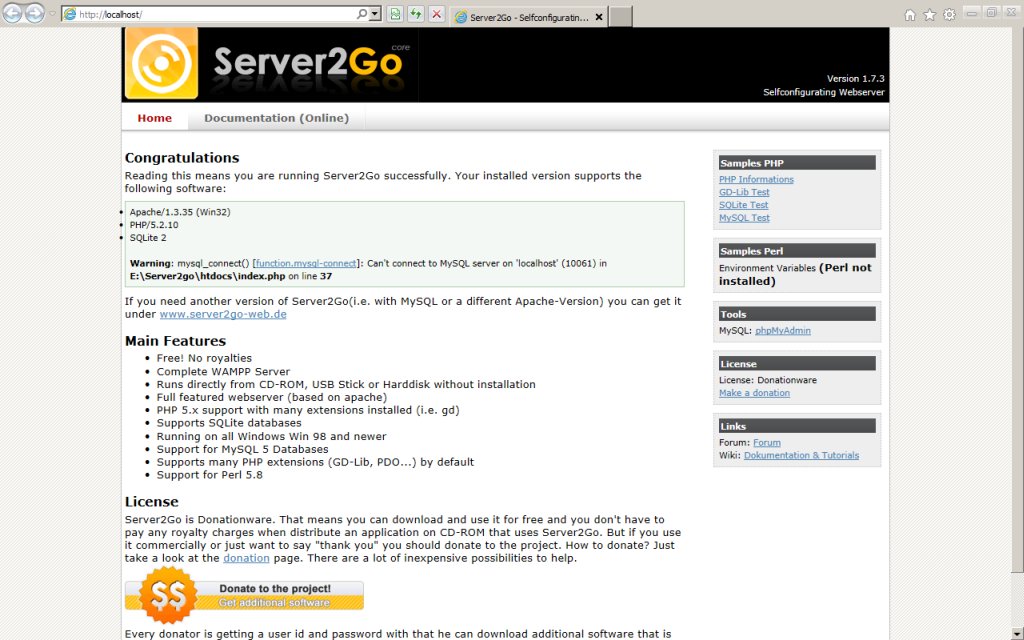 http://localhost/
Server2Go - Selfconfiguratin...
Server2Go
core
Version 1.7.3
Selfconfigurating Webserver
Home
Documentation (Online)
Congratulations
Reading this means you are running Server2Go successfully. Your installed version supports the
following software:
Apache/1.3.35 (Win32)
PHP/5.2.10
SQLite 2
Warning: mysql_connect() [function.mysql-connect]: Can't connect to MySQL server on 'localhost' (10061) in
E:\Server2go\htdocs\index.php on line 37
If you need another version of Server2Go(i.e. with MySQL or a different Apache-Version) you can get it
under www.server2go-web.de
Main Features
Free! No royalties
Complete WAMPP Server
Runs directly from CD-ROM, USB Stick or Harddisk without installation
Full featured webserver (based on apache)
PHP 5.x support with many extensions installed (i.e. gd)
Supports SQLite databases
Running on all Windows Win 98 and newer
Support for MySQL 5 Databases
Supports many PHP extensions (GD-Lib, PDO...) by default
Support for Perl 5.8
License
Server2Go is Donationware. That means you can download and use it for free and you don't have to
pay any royalty charges when distribute an application on CD-ROM that uses Server2Go. But if you use
it commercially or just want to say "thank you" you should donate to the project. How to donate? Just
take a look at the donation page. There are a lot of inexpensive possibilities to help.
$$
Donate to the project!
Get additional software
Every donator is getting a user id and password with that he can download additional software that is
Samples PHP
PHP Informations
GD-Lib Test
SQLite Test
MySQL Test
Samples Perl
Environment Variables (Perl not
installed)
Tools
MySQL: phpMyAdmin
License
License: Donationware
Make a donation
Links
Forum: Forum
Wiki: Dokumentation & Tutorials